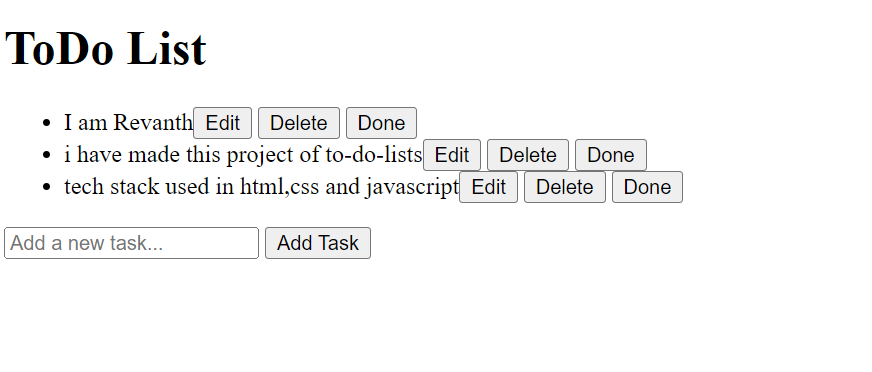 ToDo List
I am Revanth Edit Delete Done
i have made this project of to-do-lists Edit Delete Done
tech stack used in html,css and javascript Edit Delete Done
Add a new task... Add Task